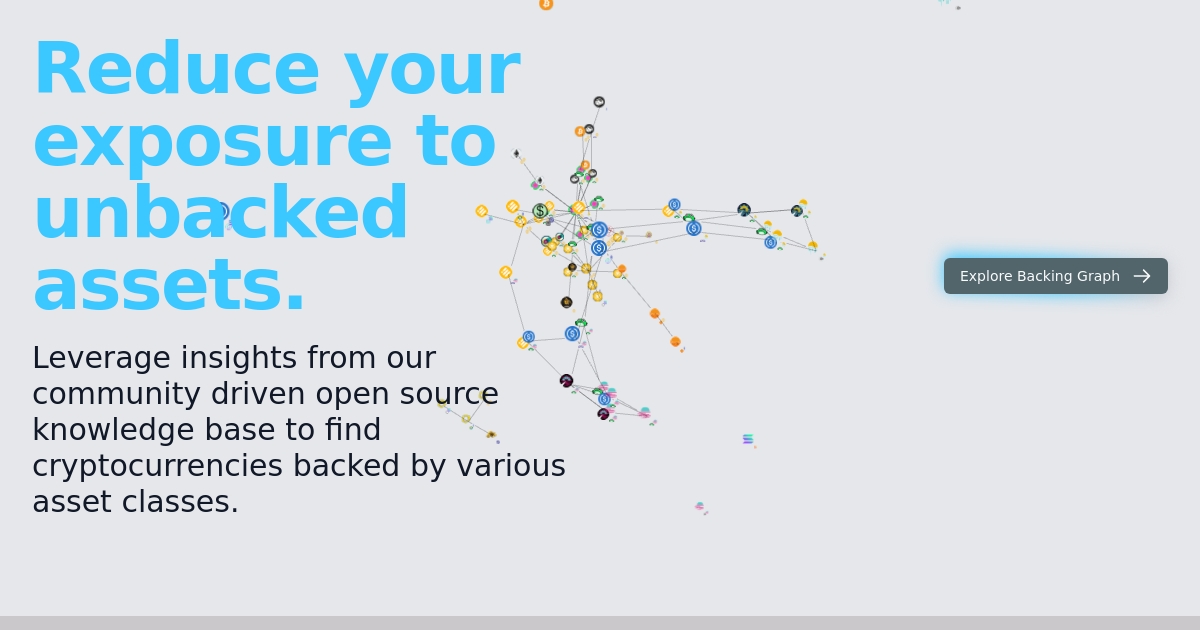 Reduce your
exposure to
unbacked
assets.
Leverage insights from our
community driven open source
knowledge base to find
cryptocurrencies backed by various
asset classes.
Explore Backing Graph